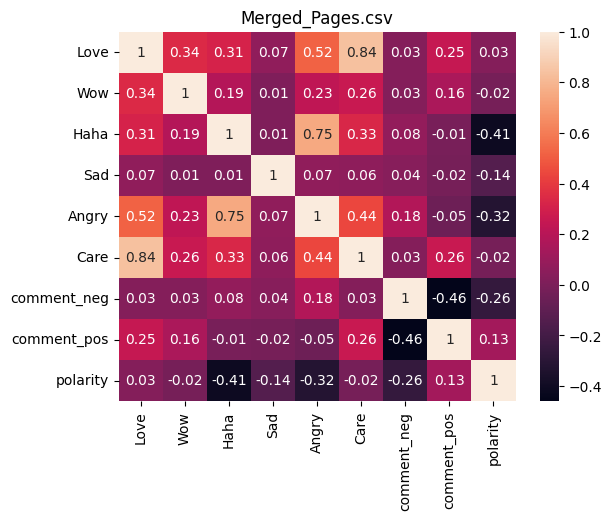 Merged_Pages.csv
Love 1 0.34 0.31 0.07 0.52 0.84 0.03 0.25 0.03
Wow 0.34 1 0.19 0.01 0.23 0.26 0.03 0.16 -0.02
Haha 0.31 0.19 1 0.01 0.75 0.33 0.08 -0.01 -0.41
Sad 0.07 0.01 0.01 1 0.07 0.06 0.04 -0.02 -0.14
Angry 0.52 0.23 0.75 0.07 1 0.44 0.18 -0.05 -0.32
Care 0.84 0.26 0.33 0.06 0.44 1 0.03 0.26 -0.02
comment_neg 0.03 0.03 0.08 0.04 0.18 0.03 1 -0.46 -0.26
comment_pos 0.25 0.16 -0.01 -0.02 -0.05 0.26 -0.46 1 0.13
polarity 0.03 -0.02 -0.41 -0.14 -0.32 -0.02 -0.26 0.13 1
Love Wow Haha Sad Angry Care comment_neg comment_pos polarity
1.0
0.8
0.6
0.4
0.2
0.0
−0.2
−0.4